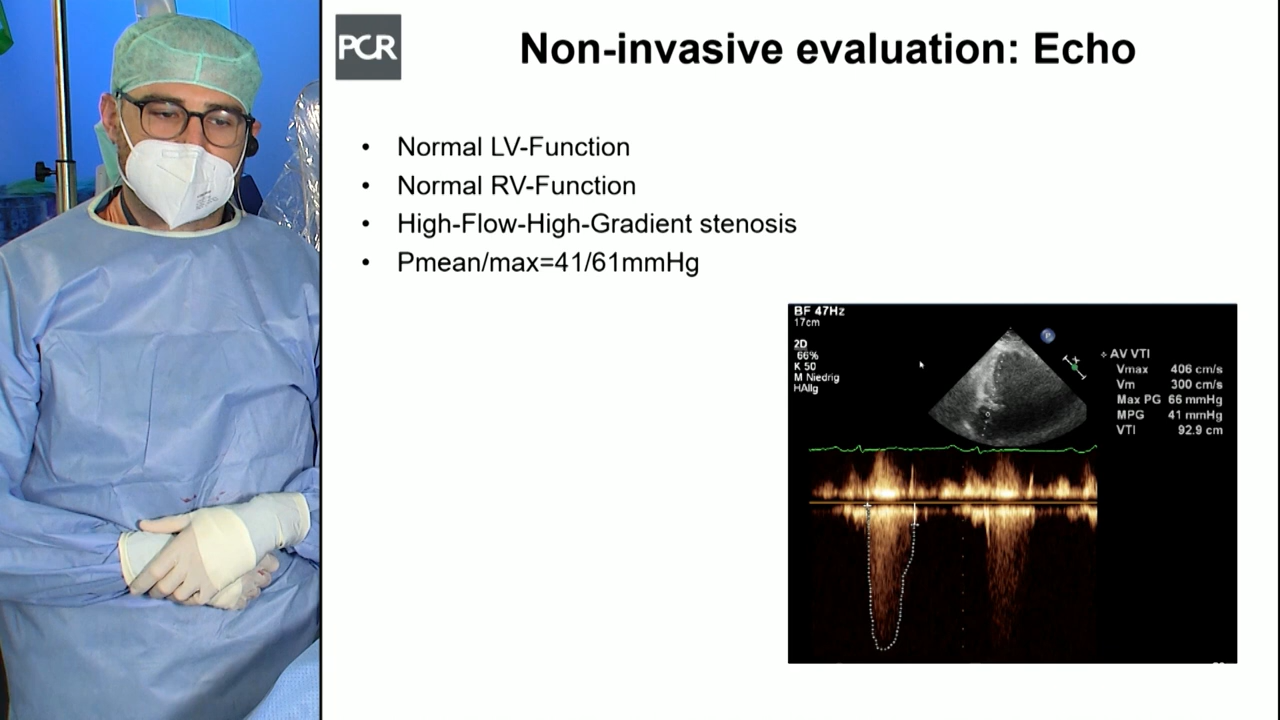 PCR
Non-invasive evaluation: Echo
• Normal LV-Function
• Normal RV-Function
• High-Flow-High-Gradient stenosis
• Pmean/max=41/61mmHg
BF 47Hz
17cm
2D
66%
K 50
M Niedrig
HAllg
P
AV VTI
Vmax 406 cm/s
Vm 300 cm/s
Max PG 66 mmHg
MPG 41 mmHg
VTI 92.9 cm